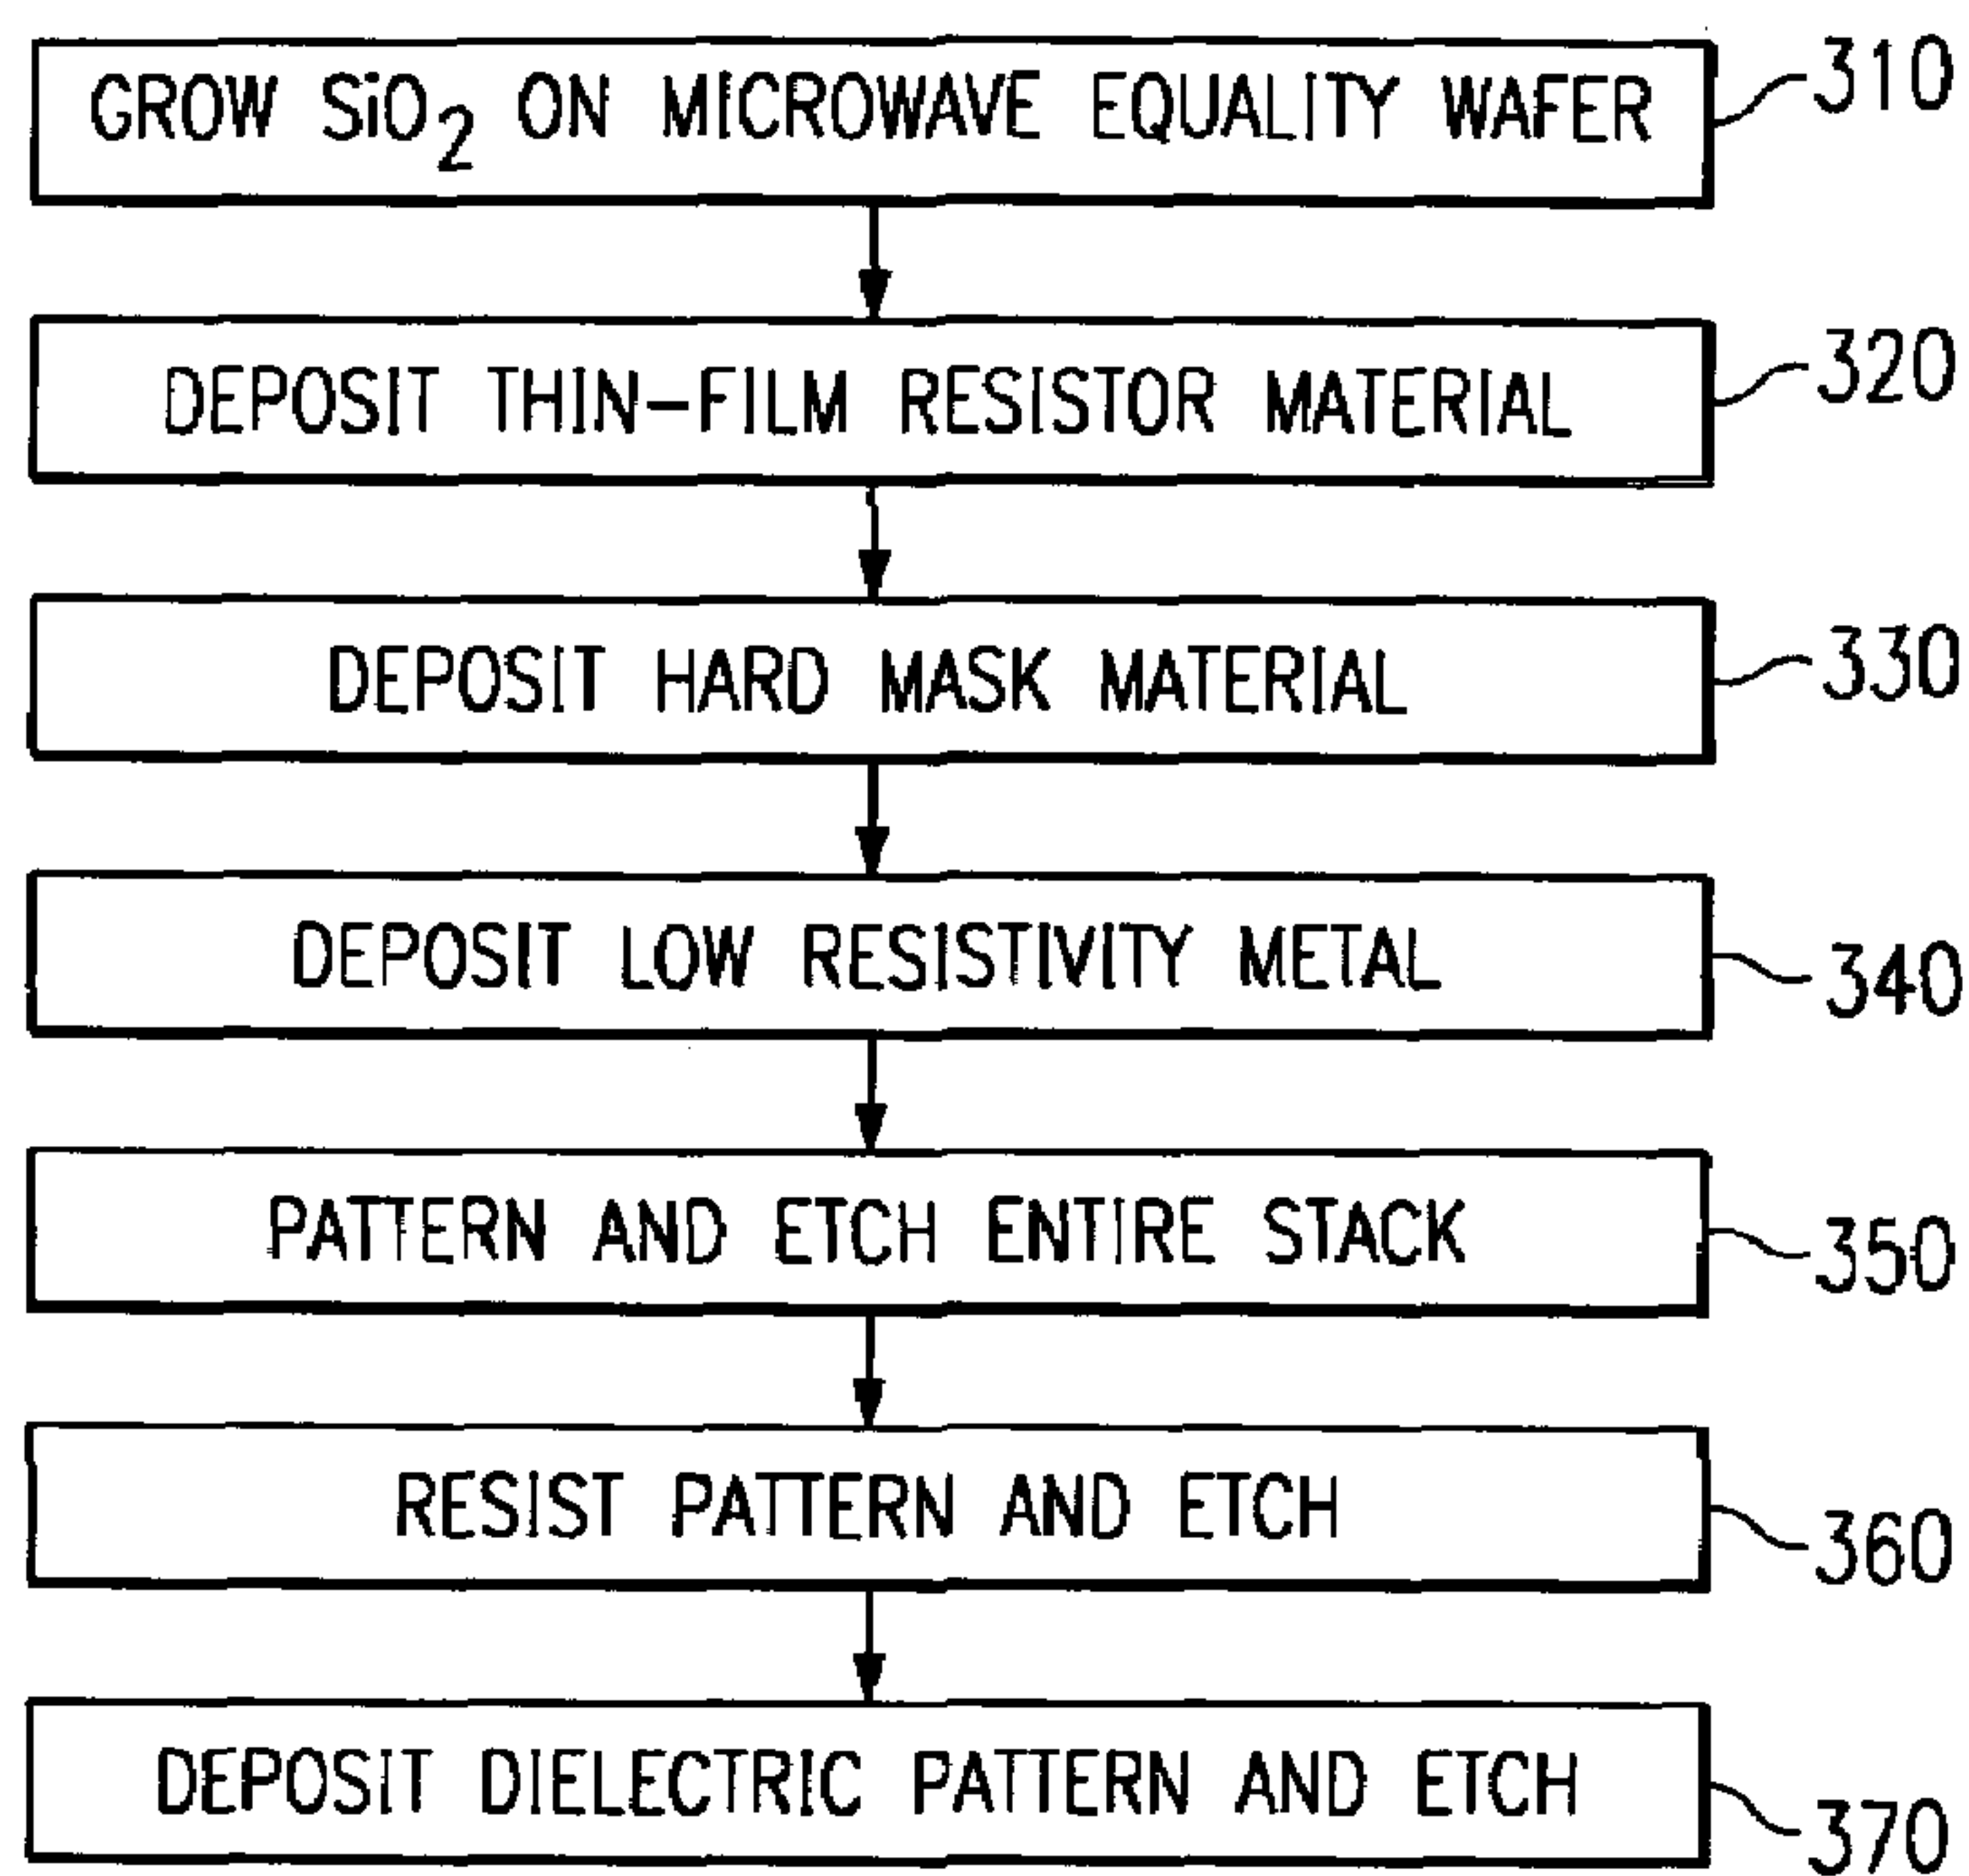 GROW SiO₂ ON MICROWAVE EQUALITY WAFER 310
DEPOSIT THIN-FILM RESISTOR MATERIAL 320
DEPOSIT HARD MASK MATERIAL 330
DEPOSIT LOW RESISTIVITY METAL 340
PATTERN AND ETCH ENTIRE STACK 350
RESIST PATTERN AND ETCH 360
DEPOSIT DIELECTRIC PATTERN AND ETCH 370